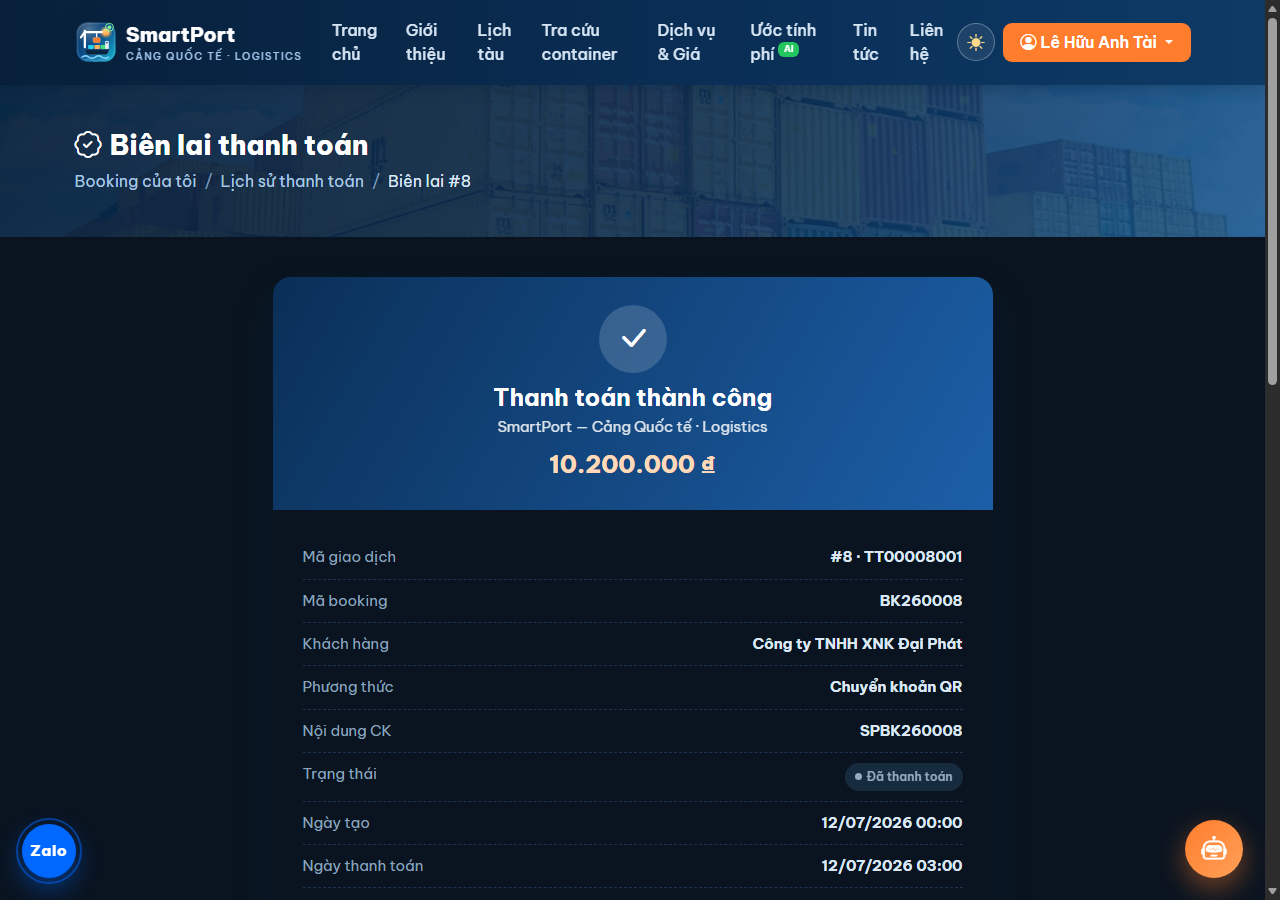 SmartPort
CẢNG QUỐC TẾ · LOGISTICS
Trang chủ
Giới thiệu
Lịch tàu
Tra cứu container
Dịch vụ & Giá
Ước tính phí AI
Tin tức
Liên hệ
Lê Hữu Anh Tài
Biên lai thanh toán
Booking của tôi / Lịch sử thanh toán / Biên lai #8
Thanh toán thành công
SmartPort — Cảng Quốc tế · Logistics
10.200.000 ₫
Mã giao dịch #8 · TT00008001
Mã booking BK260008
Khách hàng Công ty TNHH XNK Đại Phát
Phương thức Chuyển khoản QR
Nội dung CK SPBK260008
Trạng thái Đã thanh toán
Ngày tạo 12/07/2026 00:00
Ngày thanh toán 12/07/2026 03:00
Zalo